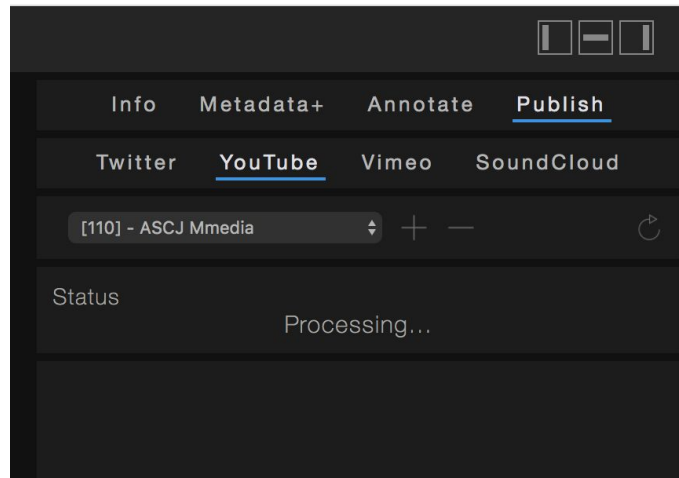 Info Metadata+ Annotate Publish
Twitter YouTube Vimeo SoundCloud
[110] - ASCJ Mmedia
Status
Processing...